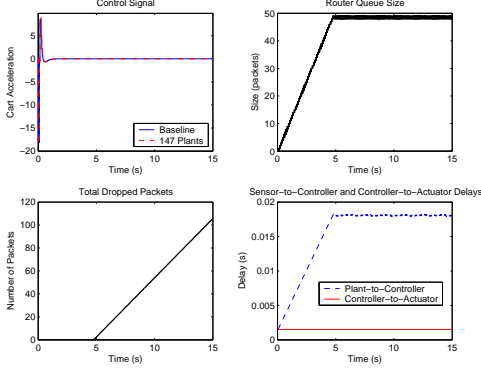 Control Signal
Cart Acceleration
10
5
0
−5
−10
−15
−20
0
5
10
15
Time (s)
Baseline
147 Plants
Router Queue Size
Size (packets)
50
40
30
20
10
0
0
5
10
15
Time (s)
Total Dropped Packets
Number of Packets
120
100
80
60
40
20
0
0
5
10
15
Time (s)
Sensor−to−Controller and Controller−to−Actuator Delays
Delay (s)
0.02
0.015
0.01
0.005
0
0
5
10
15
Time (s)
Plant−to−Controller
Controller−to−Actuator